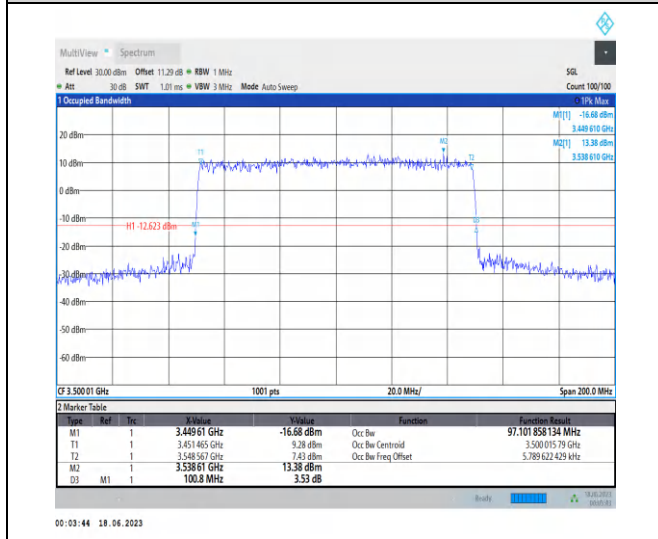 MultiView Spectrum
Ref Level 30.00 dBm Offset 11.29 dB RBW 1 MHz SGL
Att 30 dB SWT 1.01 ms VBW 3 MHz Mode Auto Sweep Count 100/100
1 Occupied Bandwidth 1Pk Max
M1[1] -16.68 dBm
3.449 610 GHz
M2[1] 13.38 dBm
3.538 610 GHz
20 dBm
M2
T1
T2
10 dBm
0 dBm
-10 dBm
H1 -12.623 dBm
M1
-20 dBm
-30 dBm
-40 dBm
-50 dBm
-60 dBm
CF 3.500 01 GHz 1001 pts 20.0 MHz/ Span 200.0 MHz
2 Marker Table
Type Ref Trc X-Value Y-Value Function Function Result
M1 1 3.449 61 GHz -16.68 dBm Occ Bw 97.101 858 134 MHz
T1 1 3.451 465 GHz 9.28 dBm Occ Bw Centroid 3.500 015 79 GHz
T2 1 3.548 567 GHz 7.43 dBm Occ Bw Freq Offset 5.789 622 429 kHz
M2 1 3.538 61 GHz 13.38 dBm
D3 M1 1 100.8 MHz 3.53 dB
Ready 18.06.2023
00:03:44 18.06.2023